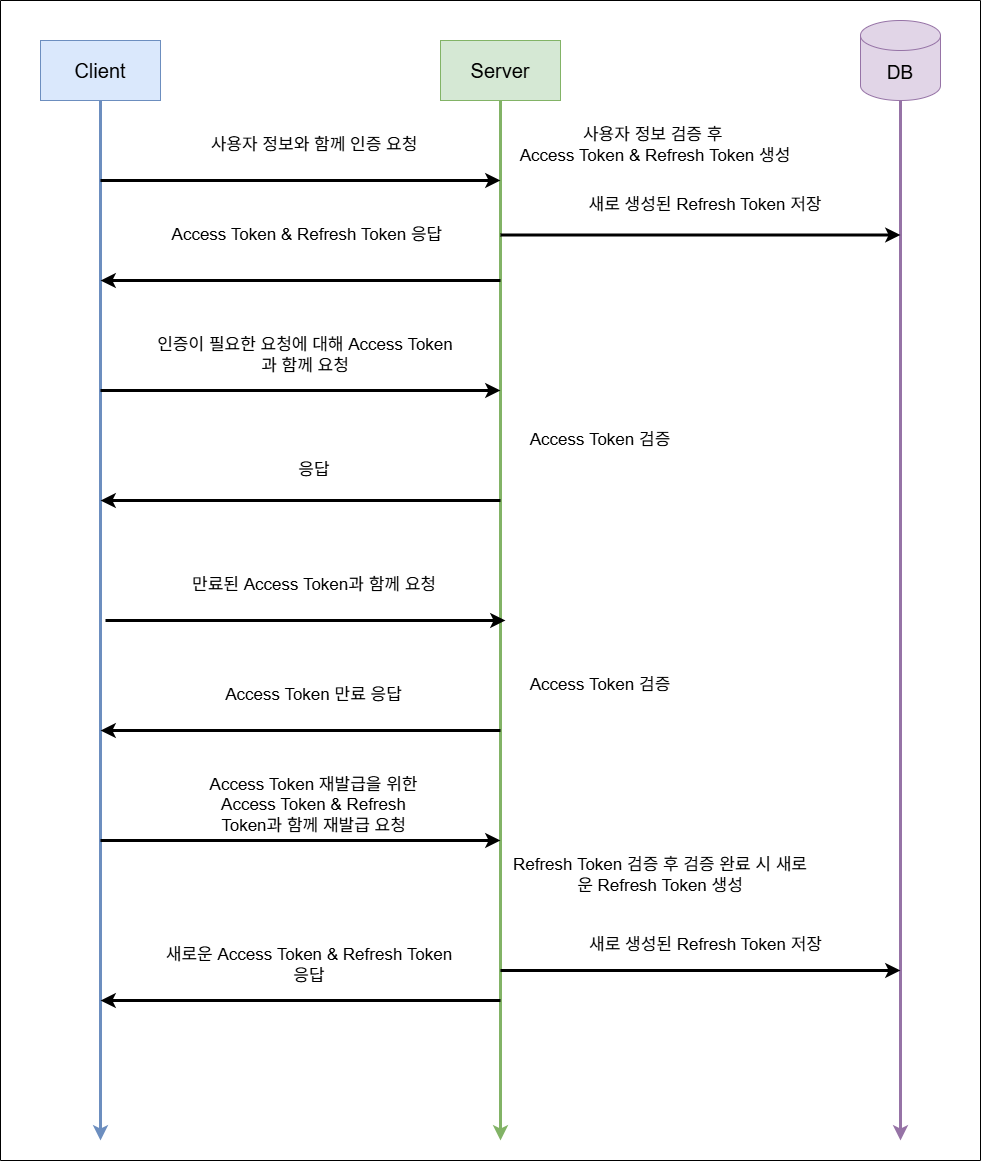 Client
Server
DB
사용자 정보와 함께 인증 요청
사용자 정보 검증 후
Access Token & Refresh Token 생성
새로 생성된 Refresh Token 저장
Access Token & Refresh Token 응답
인증이 필요한 요청에 대해 Access Token
과 함께 요청
Access Token 검증
응답
만료된 Access Token과 함께 요청
Access Token 검증
Access Token 만료 응답
Access Token 재발급을 위한
Access Token & Refresh
Token과 함께 재발급 요청
Refresh Token 검증 후 검증 완료 시 새로
운 Refresh Token 생성
새로 생성된 Refresh Token 저장
새로운 Access Token & Refresh Token
응답